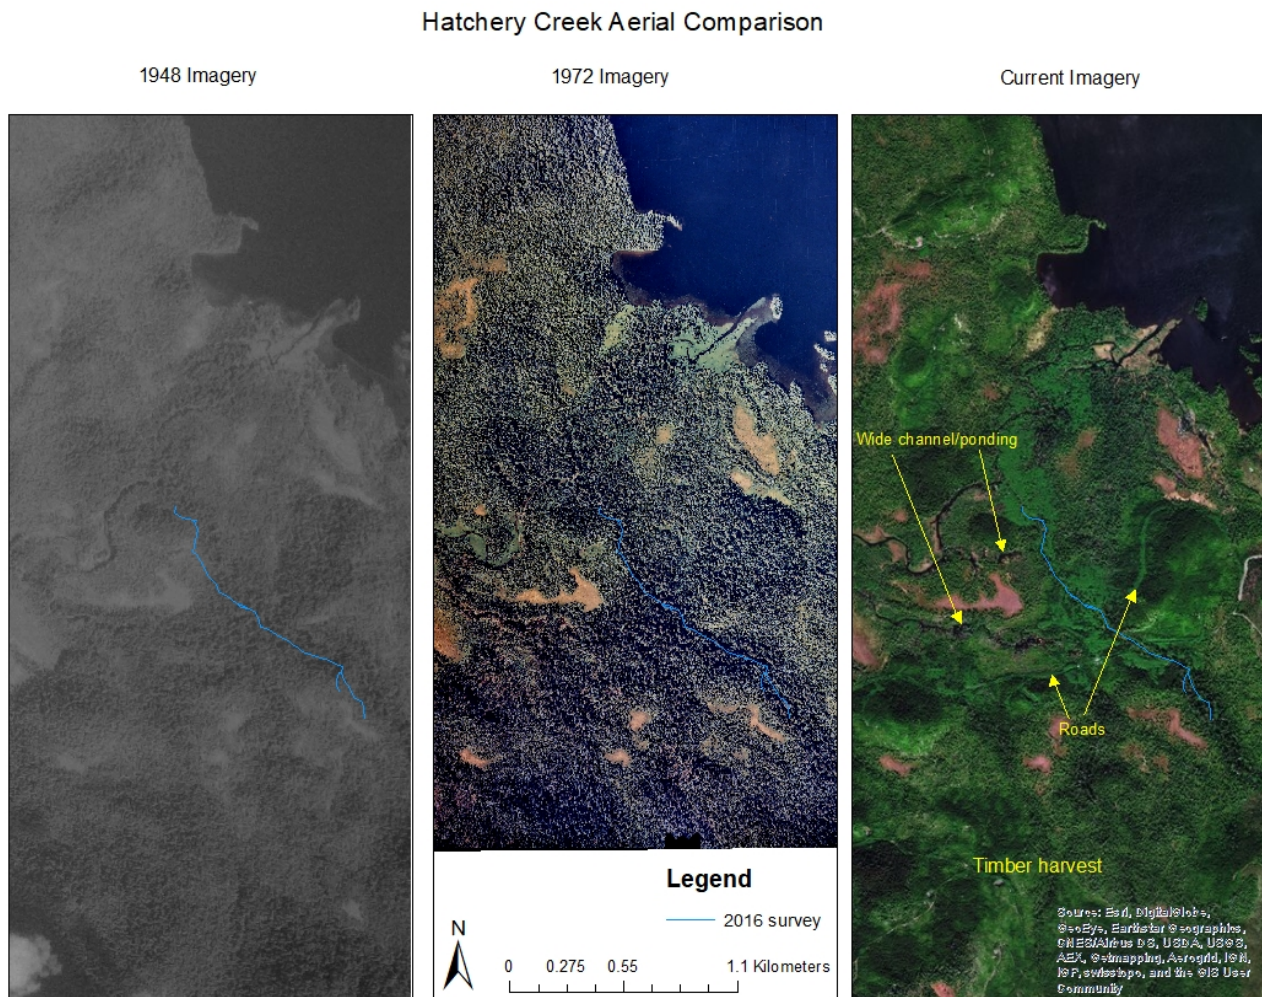 Hatchery Creek Aerial Comparison
1948 Imagery
1972 Imagery
Current Imagery
Wide channel/ponding
Roads
Timber harvest
Legend
2016 survey
N
0 0.275 0.55 1.1 Kilometers
Source: Esri, DigitalGlobe,
GeoEye, Earthstar Geographics,
CNES/Airbus DS, USDA, USGS,
AEX, Getmapping, Aerogrid, IGN,
IGP, swisstopo, and the GIS User
Community